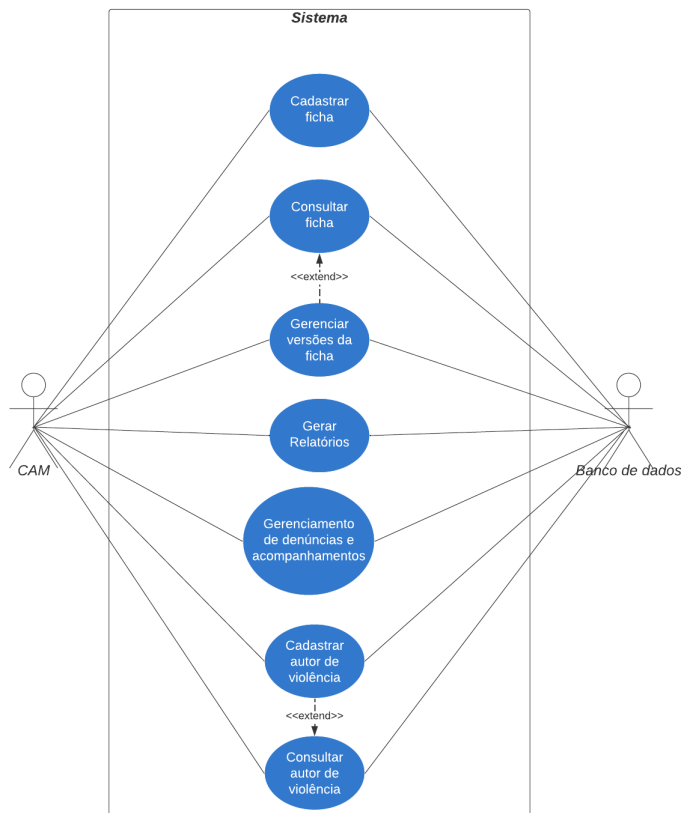 Sistema
Cadastrar
ficha
Consultar
ficha
<<extend>>
Gerenciar
versões da
ficha
Gerar
Relatórios
CAM
Banco de dados
Gerenciamento
de denúncias e
acompanhamentos
Cadastrar
autor de
violência
<<extend>>
Consultar
autor de
violência